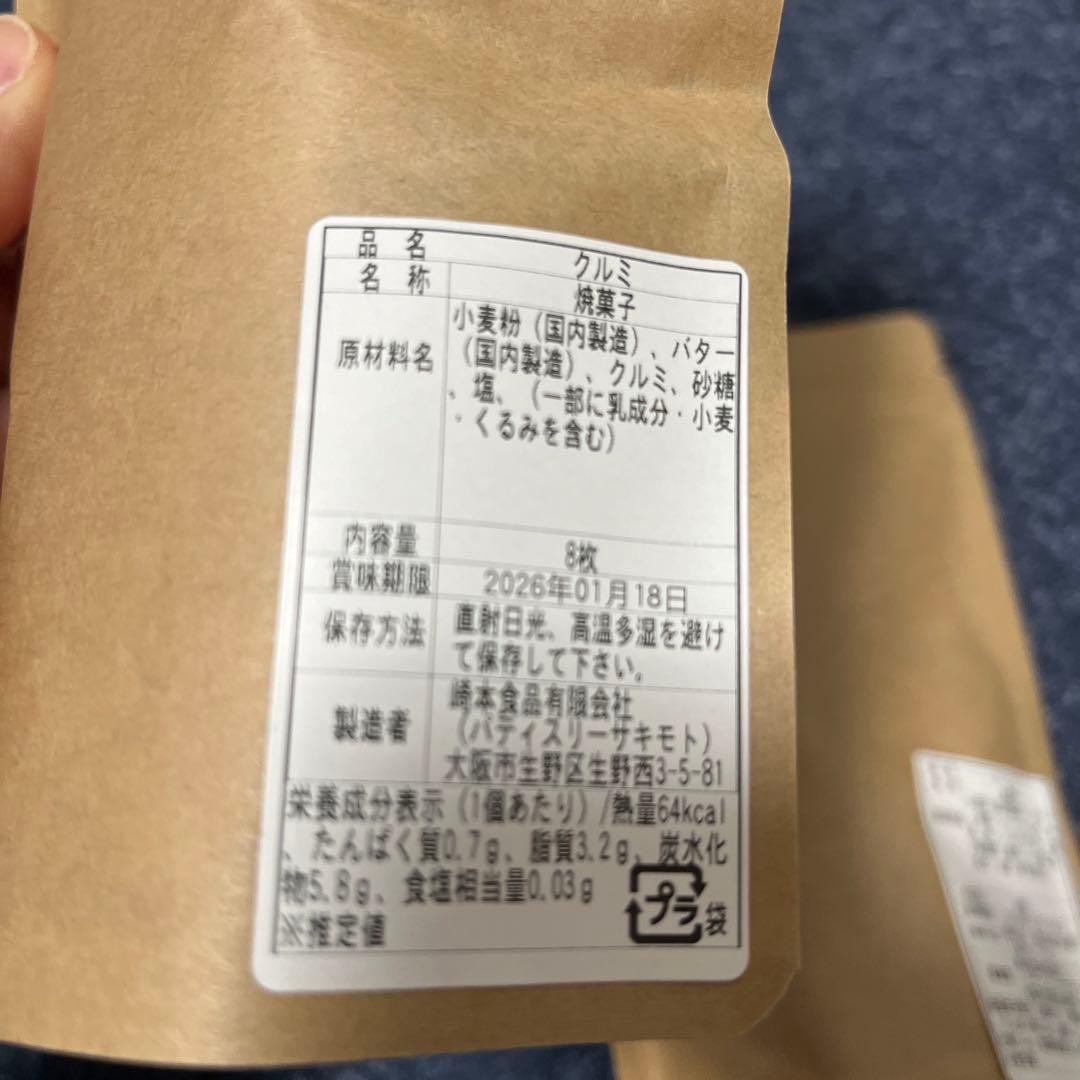 品名 クルミ
名称 焼菓子
原材料名 小麦粉（国内製造）、バター
（国内製造）、クルミ、砂糖
、塩、（一部に乳成分・小麦
・くるみを含む）
内容量 8枚
賞味期限 2026年01月18日
保存方法 直射日光、高温多湿を避け
て保存して下さい。
製造者 崎本食品有限会社
（パティスリーサキモト）
大阪市生野区生野西3-5-81
栄養成分表示（1個あたり）/熱量64kcal
、たんぱく質0.7g、脂質3.2g、炭水化
物5.8g、食塩相当量0.03g
※推定値
プラ 袋